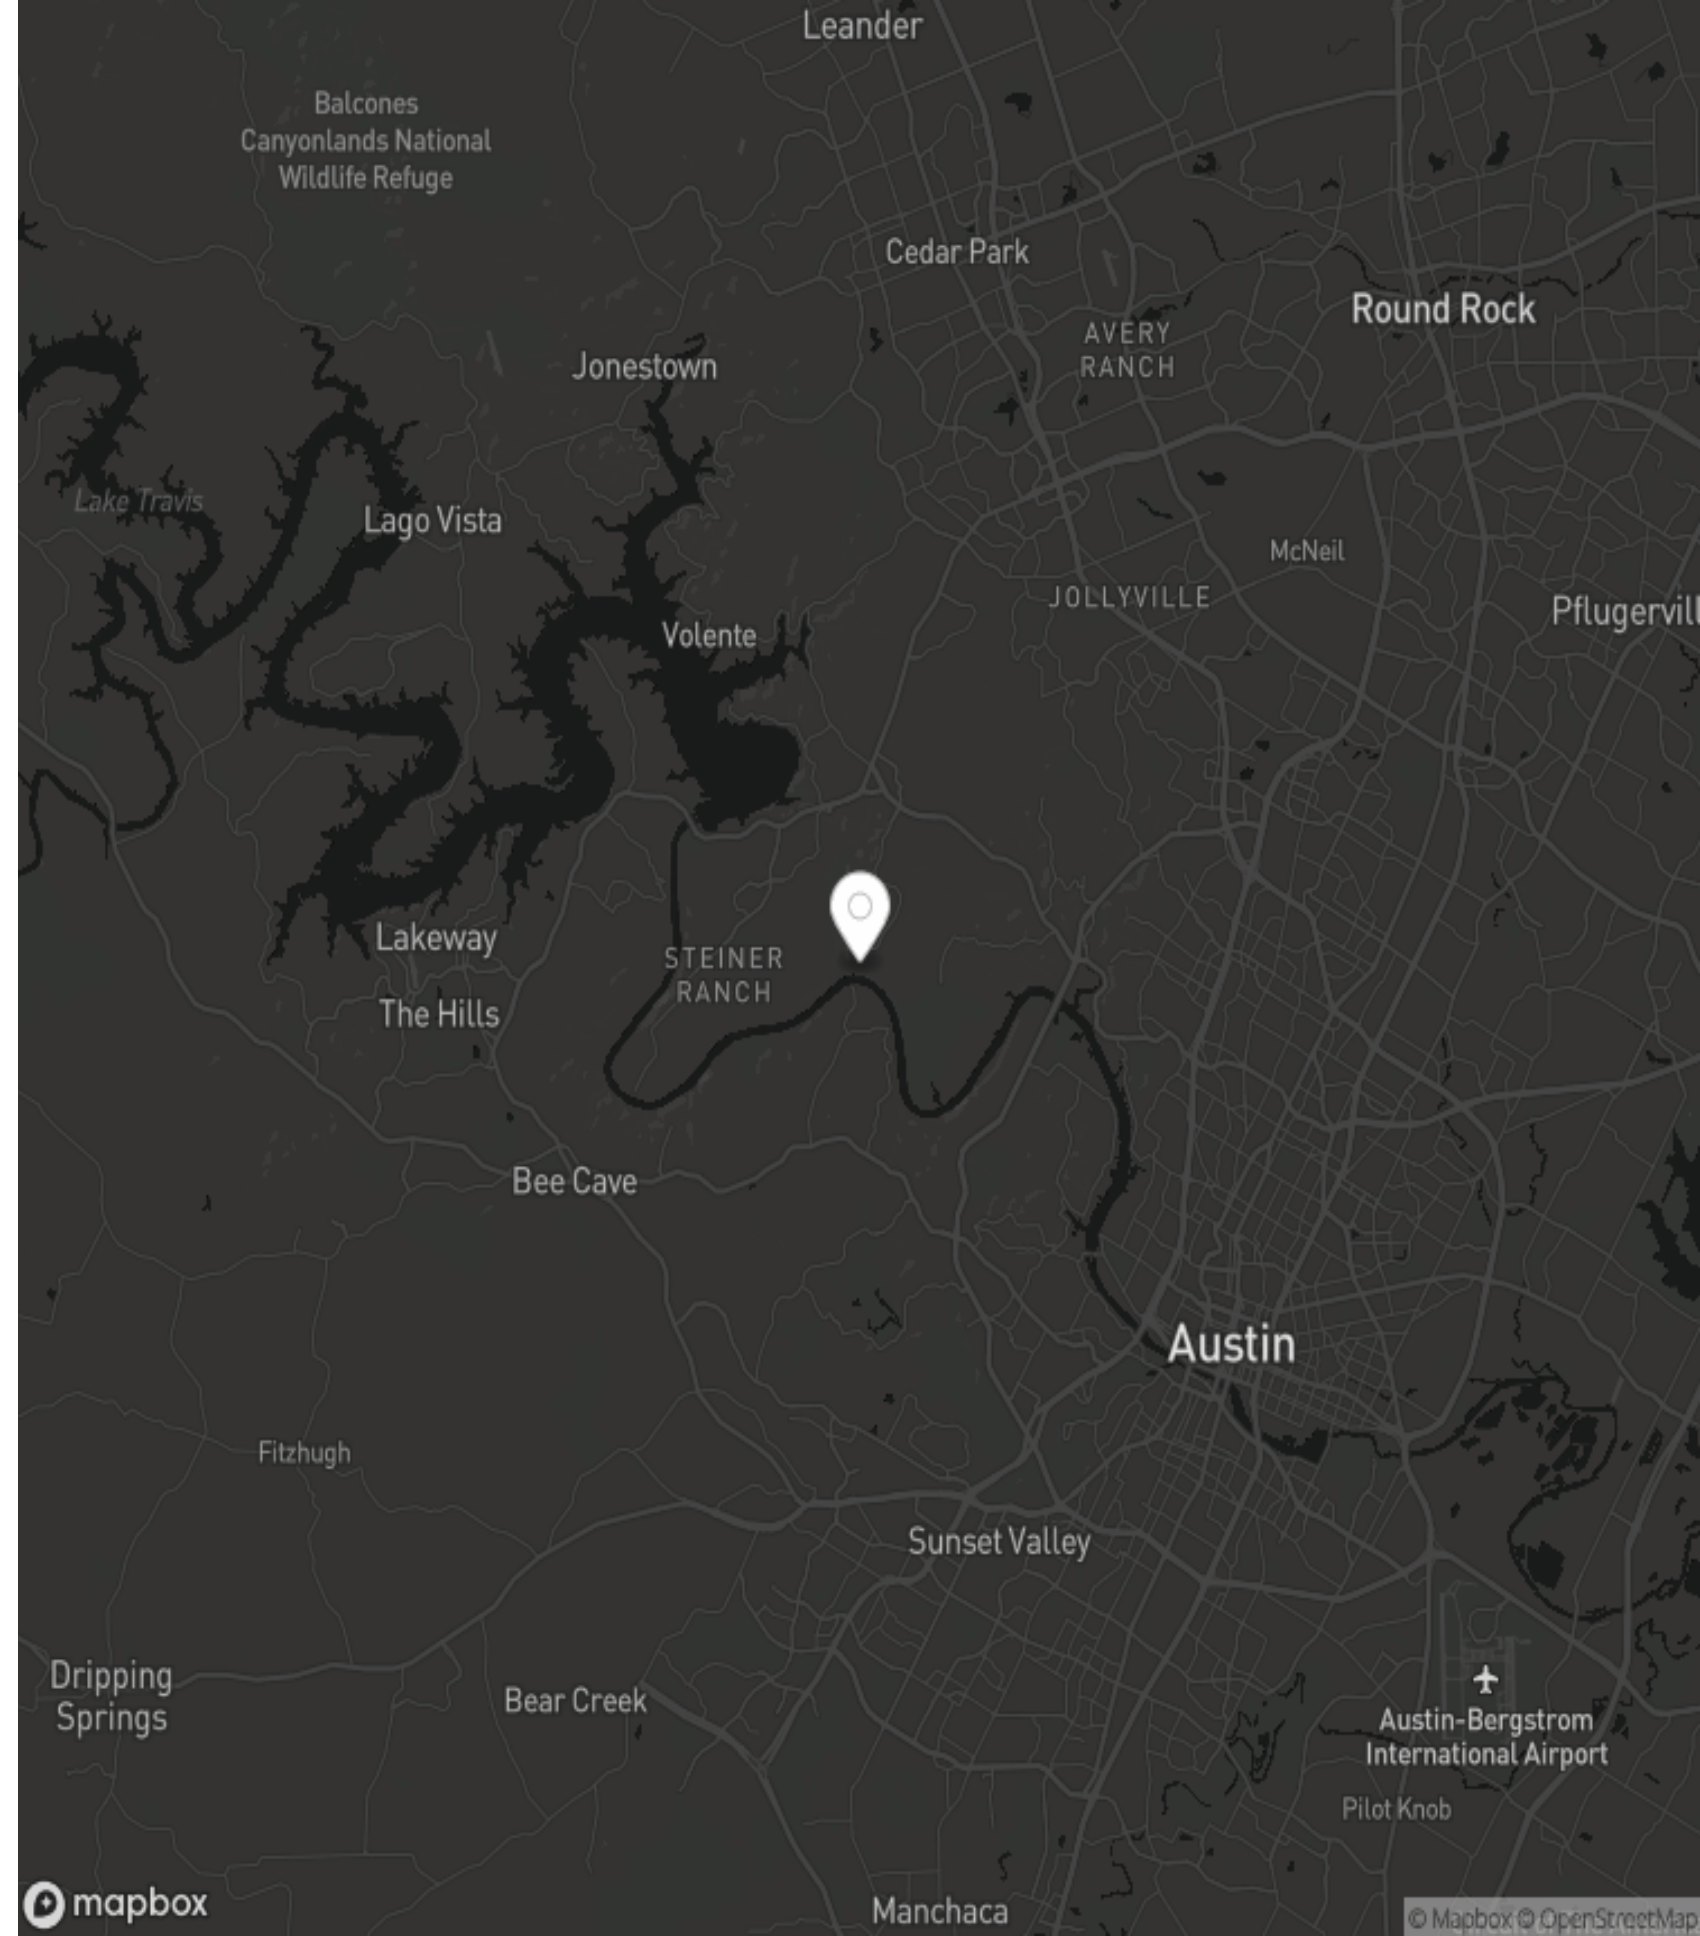 Leander
Balcones
Canyonlands National
Wildlife Refuge
Cedar Park
Round Rock
AVERY
RANCH
Jonestown
Lake Travis
Lago Vista
McNeil
JOLLYVILLE
Pflugervill
Volente
Lakeway
STEINER
RANCH
The Hills
Bee Cave
Austin
Fitzhugh
Sunset Valley
Dripping
Springs
Bear Creek
Austin-Bergstrom
International Airport
Pilot Knob
mapbox
Manchaca
© Mapbox © OpenStreetMap